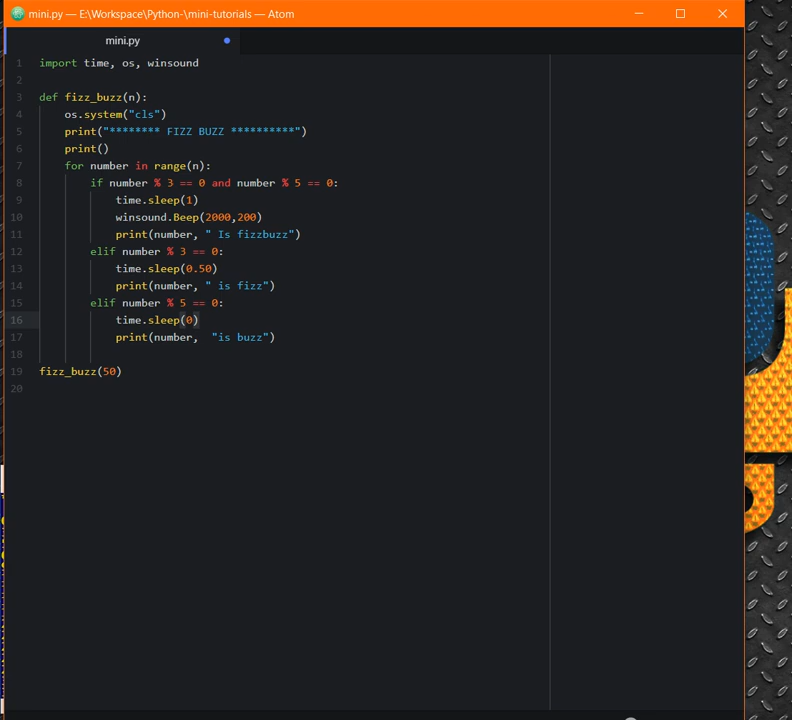 mini.py — E:\Workspace\Python-\mini-tutorials — Atom
mini.py
1 import time, os, winsound
2
3 def fizz_buzz(n):
4 os.system("cls")
5 print("******** FIZZ BUZZ **********")
6 print()
7 for number in range(n):
8 if number % 3 == 0 and number % 5 == 0:
9 time.sleep(1)
10 winsound.Beep(2000,200)
11 print(number, " Is fizzbuzz")
12 elif number % 3 == 0:
13 time.sleep(0.50)
14 print(number, " is fizz")
15 elif number % 5 == 0:
16 time.sleep(0)
17 print(number,  "is buzz")
18
19 fizz_buzz(50)
20